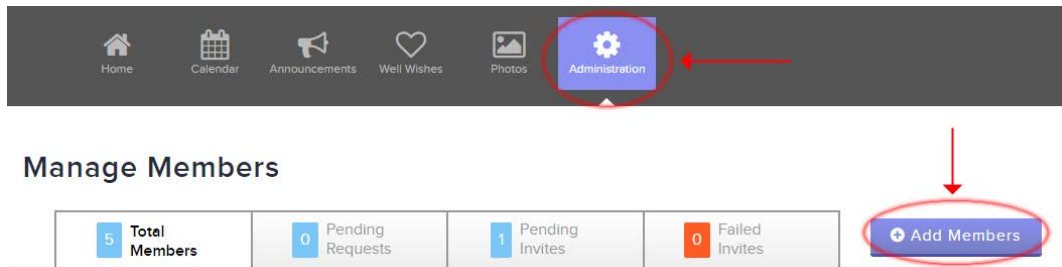 Home
Calendar
Announcements
Well Wishes
Photos
Administration
Manage Members
5 Total
Members
0 Pending
Requests
1 Pending
Invites
0 Failed
Invites
Add Members